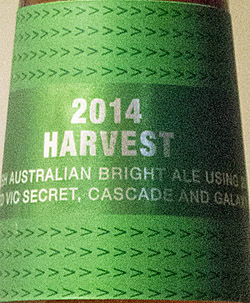 2014
HARVEST
AUSTRALIAN BRIGHT ALE USING
VIC SECRET, CASCADE AND